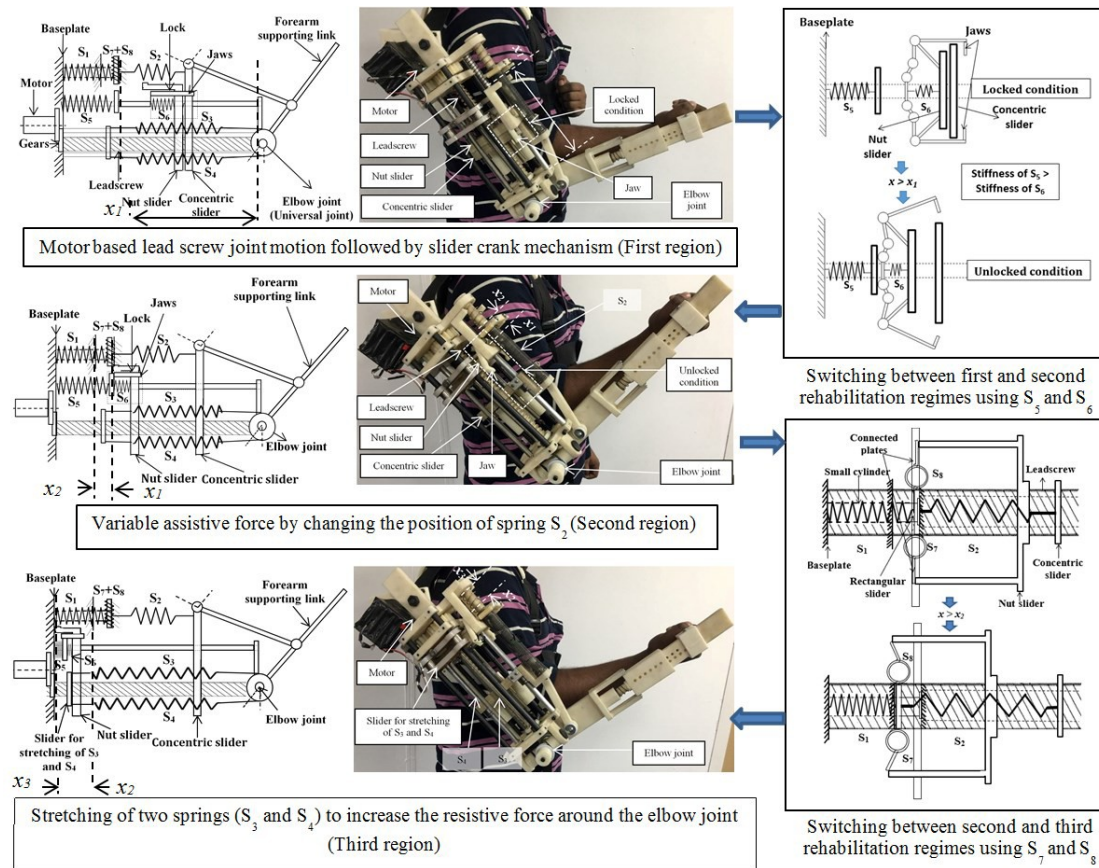 Baseplate
Lock
S1
S7+S8
S2
Jaws
Forearm
supporting link
Motor
S5
S6
S3
Gears
S4
Leadscrew
x1
Nut slider
Concentric
slider
Elbow joint
(Universal joint)
Motor
Leadscrew
Nut slider
Concentric slider
x1
Locked
condition
Jaw
Elbow
joint
Motor based lead screw joint motion followed by slider crank mechanism (First region)
Baseplate
Jaws
S5
S6
Locked condition
Concentric
slider
Nut
slider
x > x1
Stiffness of S5 >
Stiffness of S6
S5
S6
Unlocked condition
Switching between first and second
rehabilitation regimes using S5 and S6
Baseplate
Jaws
Lock
S7+S8
S1
S2
Forearm
supporting link
S5
S6
S3
S4
Elbow joint
Nut slider
Concentric slider
x2
x1
Motor
Leadscrew
Nut slider
Concentric slider
x2
x1
S2
Unlocked
condition
Jaw
Elbow joint
Variable assistive force by changing the position of spring S2 (Second region)
Connected
plates
Small cylinder
S8
Leadscrew
S1
S7
S2
Baseplate
Rectangular
slider
Concentric
slider
Nut slider
x > x2
S8
S1
S2
S7
Switching between second and third
rehabilitation regimes using S7 and S8
Baseplate
S1
S7+S8
S2
Forearm
supporting link
S5
S6
S3
S4
Elbow joint
Nut slider
Concentric slider
Slider for
stretching of S3
and S4
x3
x2
Motor
Slider for stretching
of S3 and S4
S4
S3
Elbow joint
Stretching of two springs (S3 and S4) to increase the resistive force around the elbow joint
(Third region)